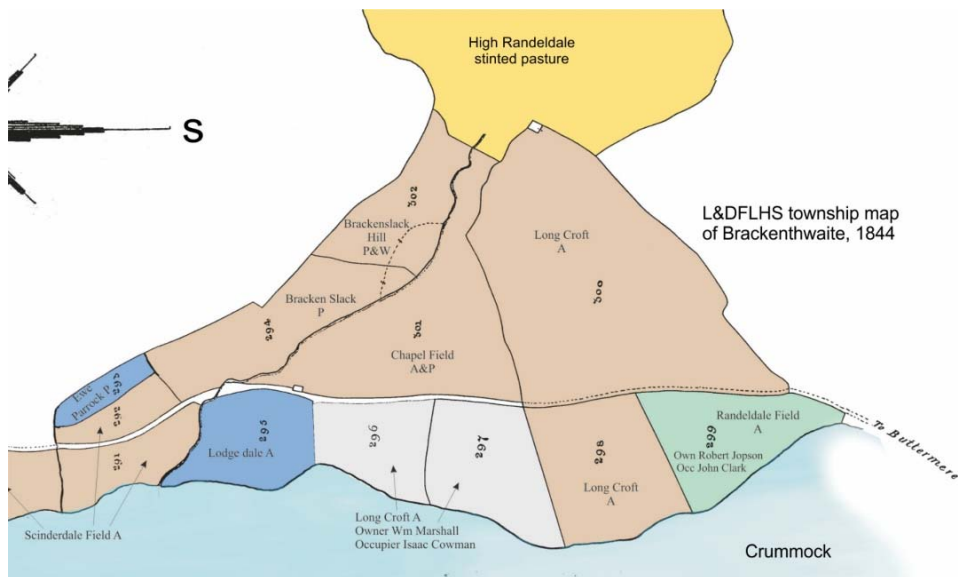 High Randeldale
stinted pasture
S
302
Brackenslack
Hill
P&W
L&DFLHS township map
of Brackenthwaite, 1844
Long Croft
A
300
Bracken Slack
P
294
301
Chapel Field
A&P
Ewe
Parrock P
293
292
291
Lodge dale A
295
296
297
298
299
Randeldale Field
A
Own Robert Jopson
Occ John Clark
To Buttermere
Long Croft
A
Scinderdale Field A
Long Croft A
Owner Wm Marshall
Occupier Isaac Cowman
Crummock